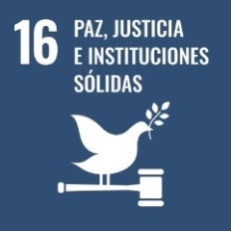 16 PAZ, JUSTICIA
E INSTITUCIONES
SÓLIDAS